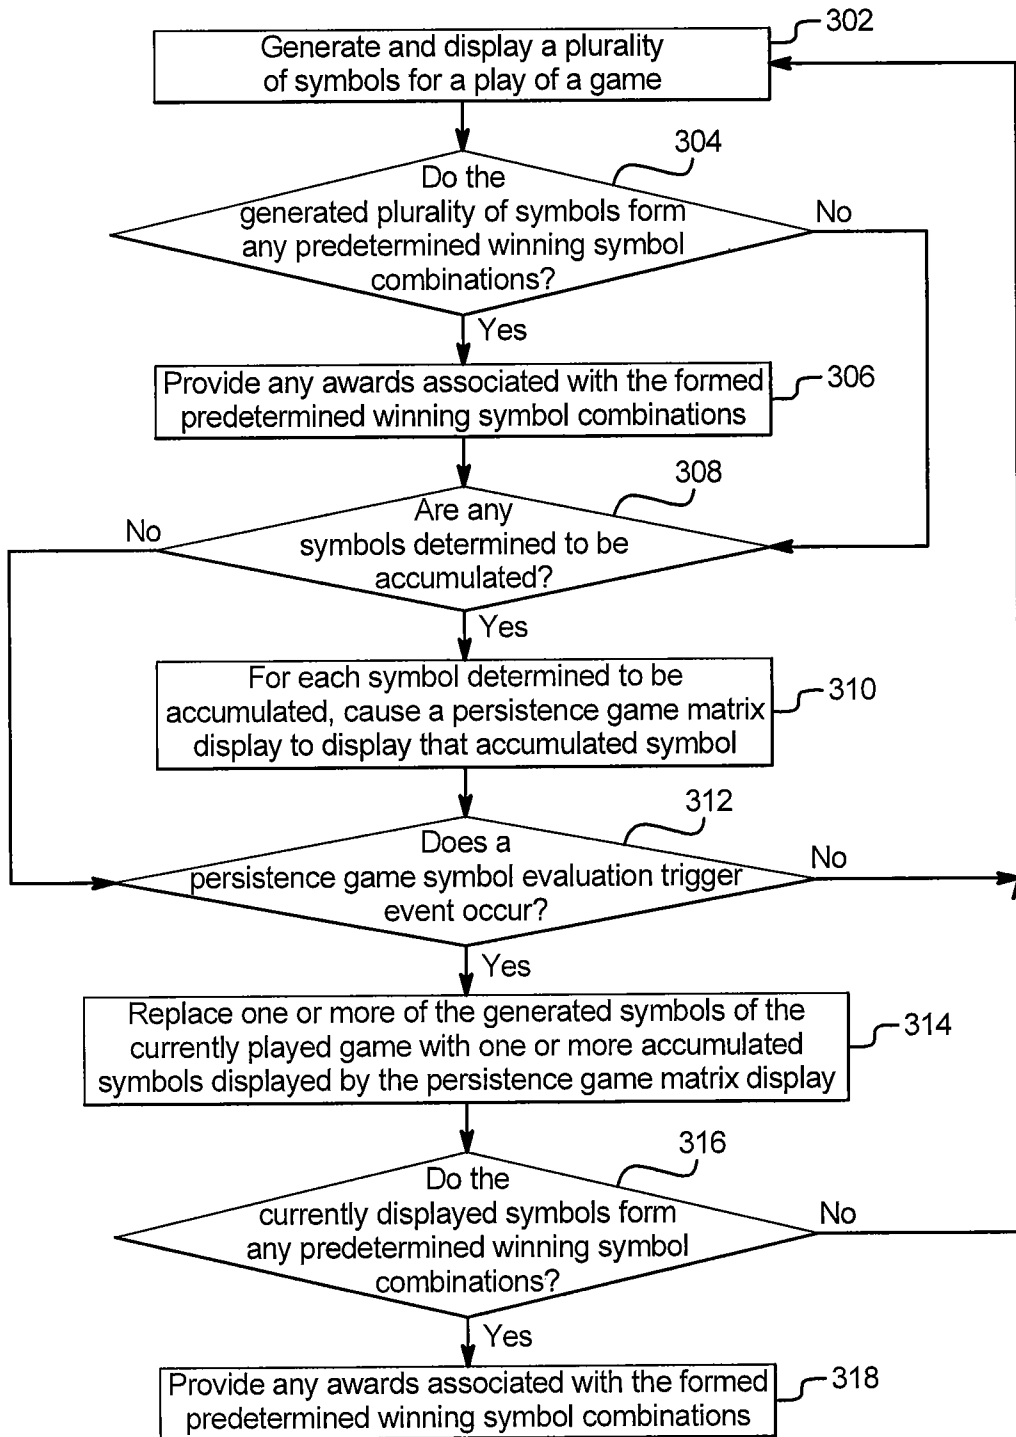 302
Generate and display a plurality
of symbols for a play of a game
304
Do the
generated plurality of symbols form
any predetermined winning symbol
combinations?
No
Yes
Provide any awards associated with the formed
predetermined winning symbol combinations
306
308
Are any
symbols determined to be
accumulated?
No
Yes
For each symbol determined to be
accumulated, cause a persistence game matrix
display to display that accumulated symbol
310
312
Does a
persistence game symbol evaluation trigger
event occur?
No
Yes
Replace one or more of the generated symbols of the
currently played game with one or more accumulated
symbols displayed by the persistence game matrix display
314
316
Do the
currently displayed symbols form
any predetermined winning symbol
combinations?
No
Yes
Provide any awards associated with the formed
predetermined winning symbol combinations
318